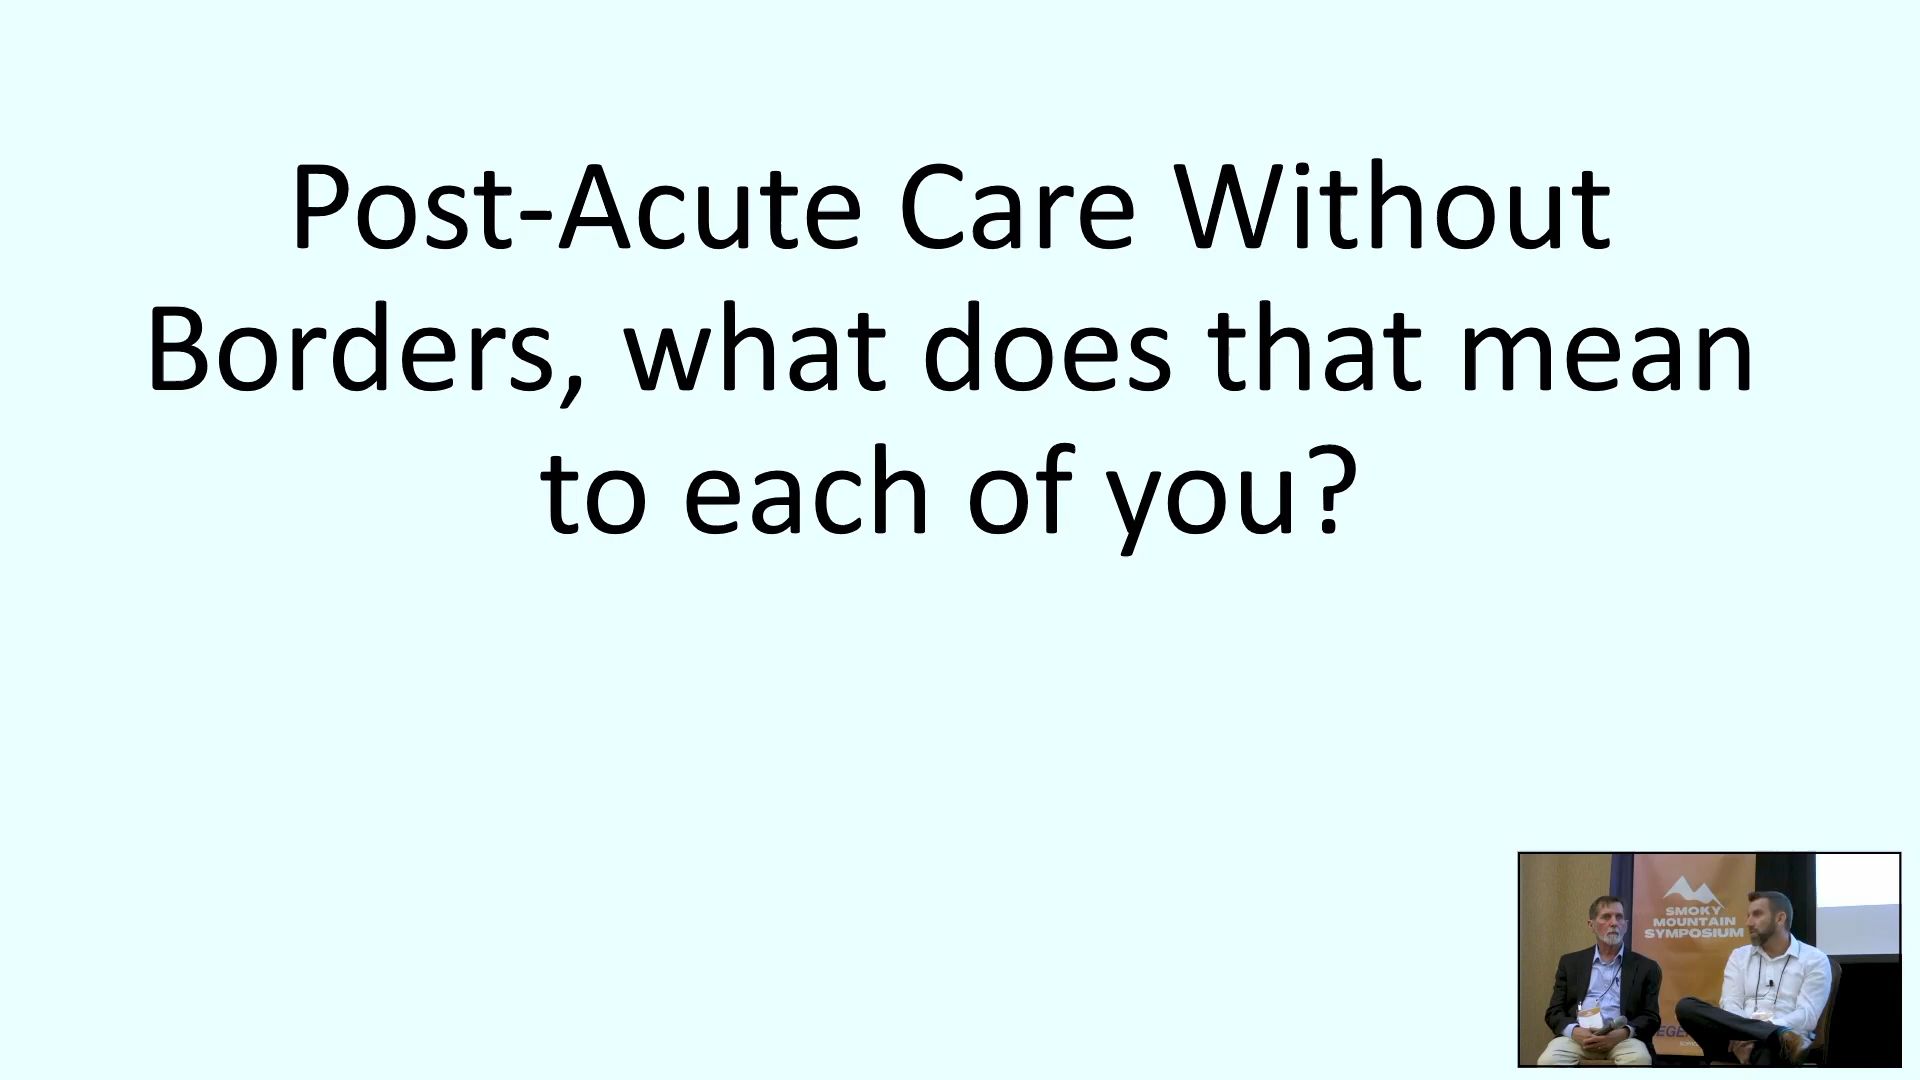 Post-Acute Care Without
Borders, what does that mean
to each of you?
SMOKY
MOUNTAIN
SYMPOSIUM